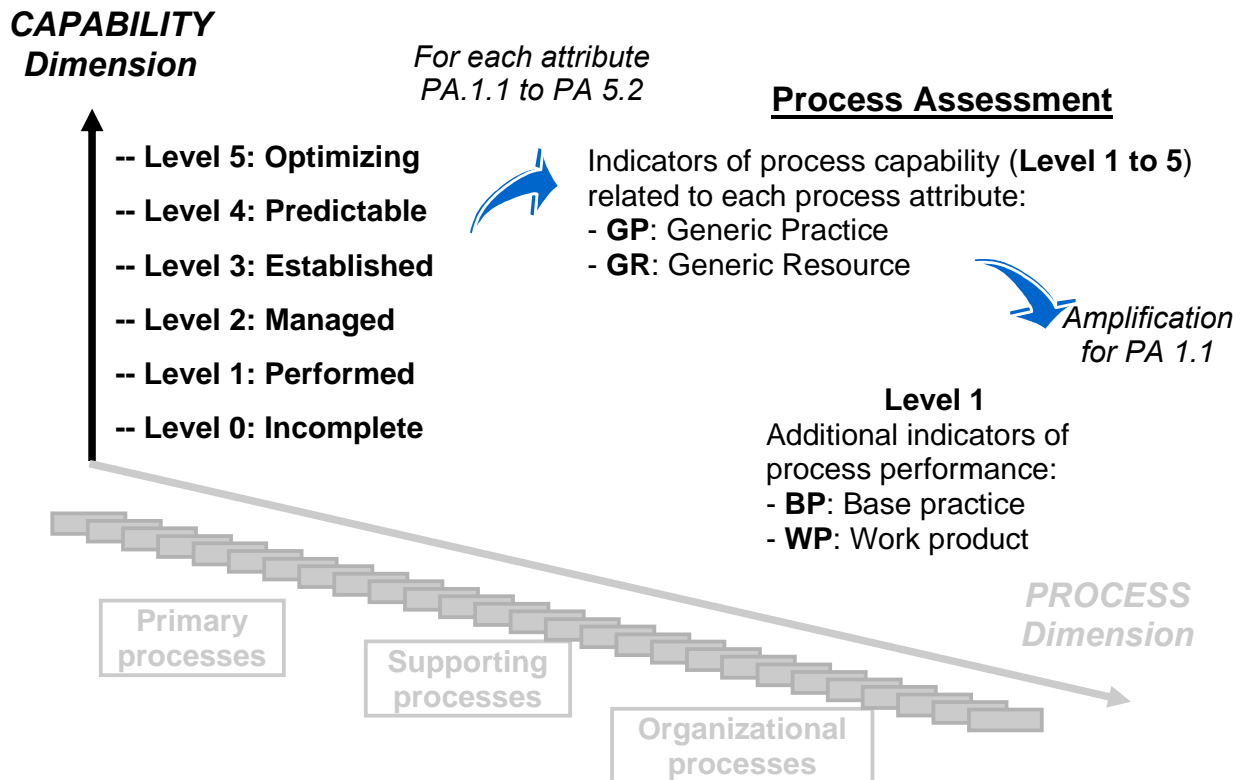 CAPABILITY
Dimension
For each attribute
PA.1.1 to PA 5.2
Process Assessment
-- Level 5: Optimizing
-- Level 4: Predictable
-- Level 3: Established
-- Level 2: Managed
-- Level 1: Performed
-- Level 0: Incomplete
Indicators of process capability (Level 1 to 5)
related to each process attribute:
- GP: Generic Practice
- GR: Generic Resource
Amplification
for PA 1.1
Level 1
Additional indicators of
process performance:
- BP: Base practice
- WP: Work product
PROCESS
Dimension
Primary
processes
Supporting
processes
Organizational
processes